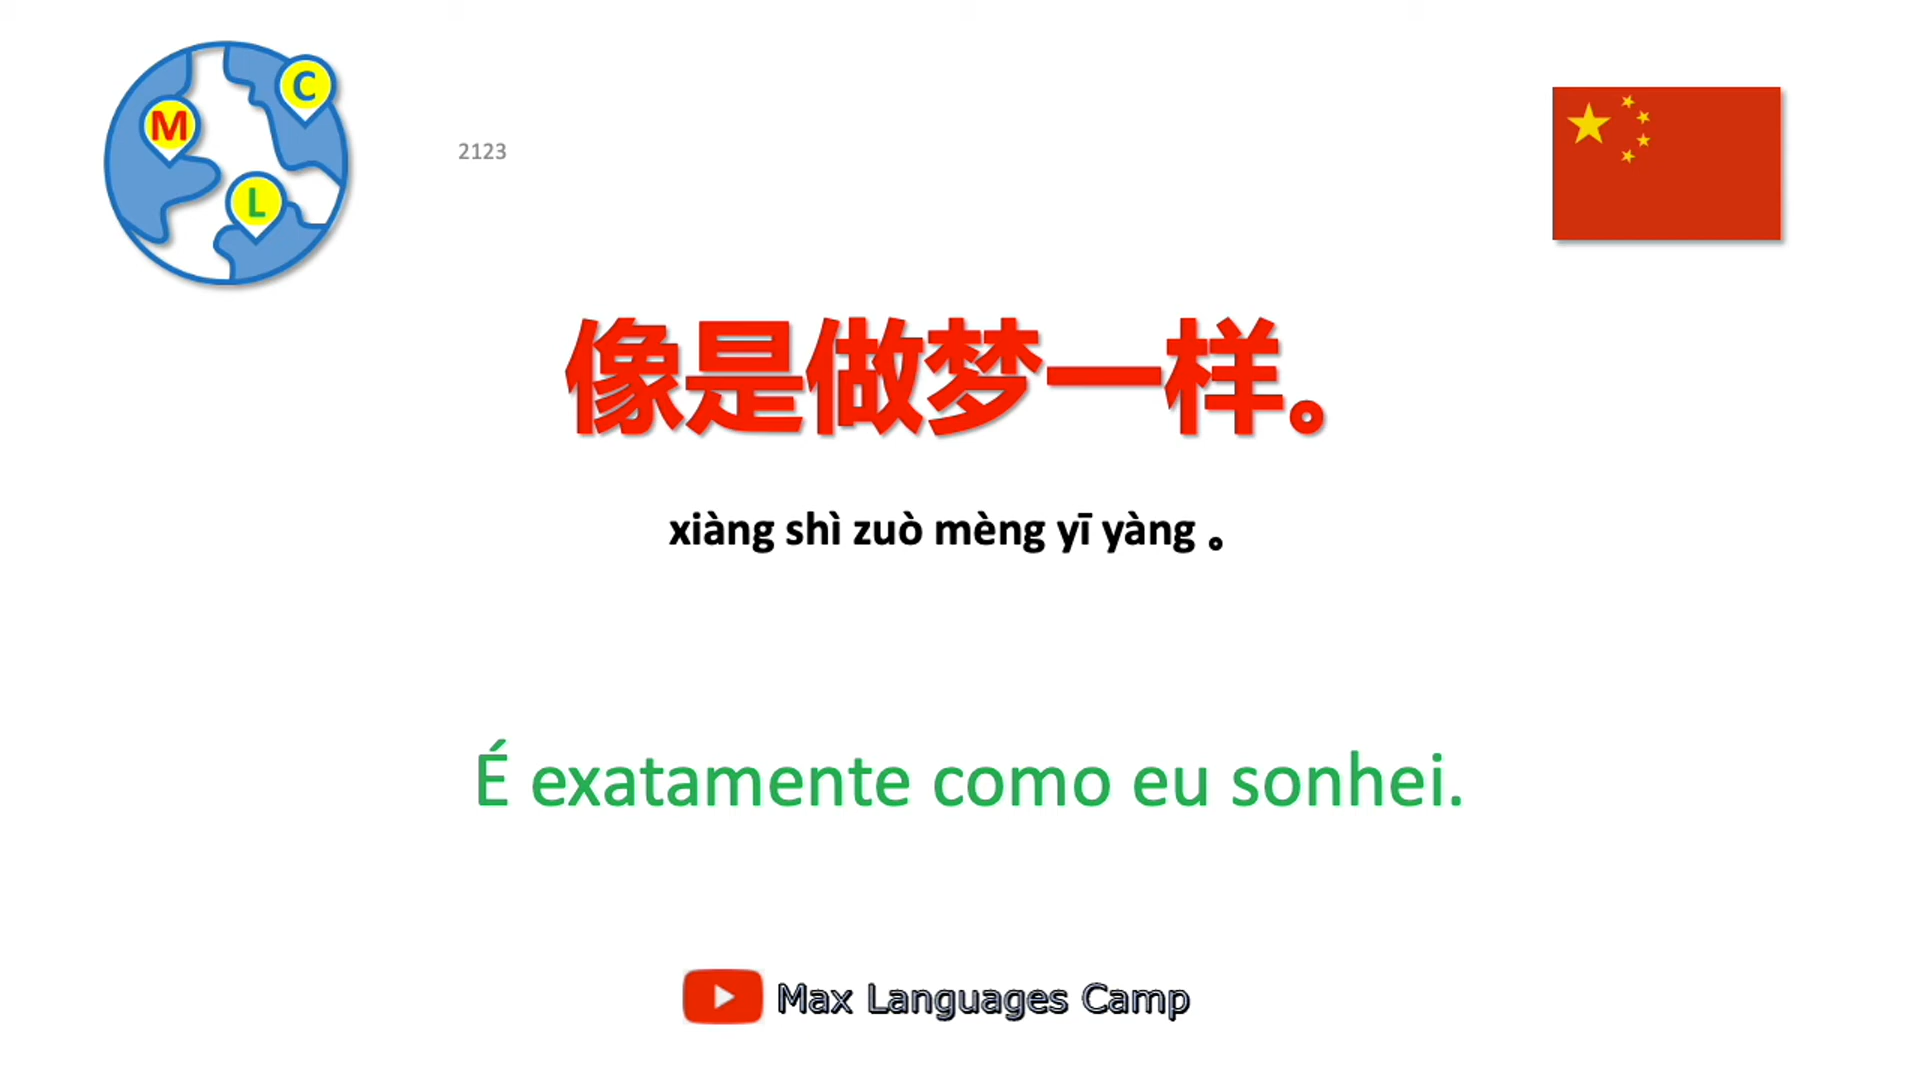 M
C
L
2123
像是做梦一样。
xiàng shì zuò mèng yī yàng 。
É exatamente como eu sonhei.
Max Languages Camp